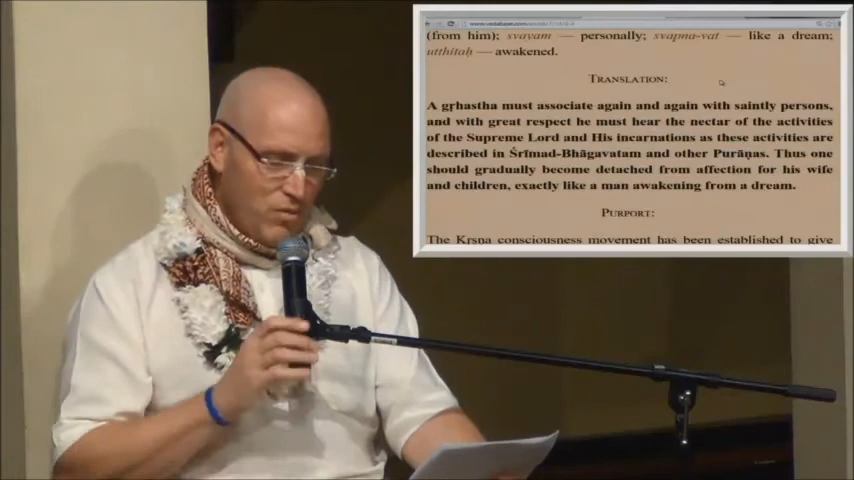 (from him); svayam — personally; svapna-vat — like a dream;
utthitaḥ — awakened.
TRANSLATION:
A gṛhastha must associate again and again with saintly persons,
and with great respect he must hear the nectar of the activities
of the Supreme Lord and His incarnations as these activities are
described in Śrīmad-Bhāgavatam and other Purāṇas. Thus one
should gradually become detached from affection for his wife
and children, exactly like a man awakening from a dream.
PURPORT:
The Kṛṣṇa consciousness movement has been established to give